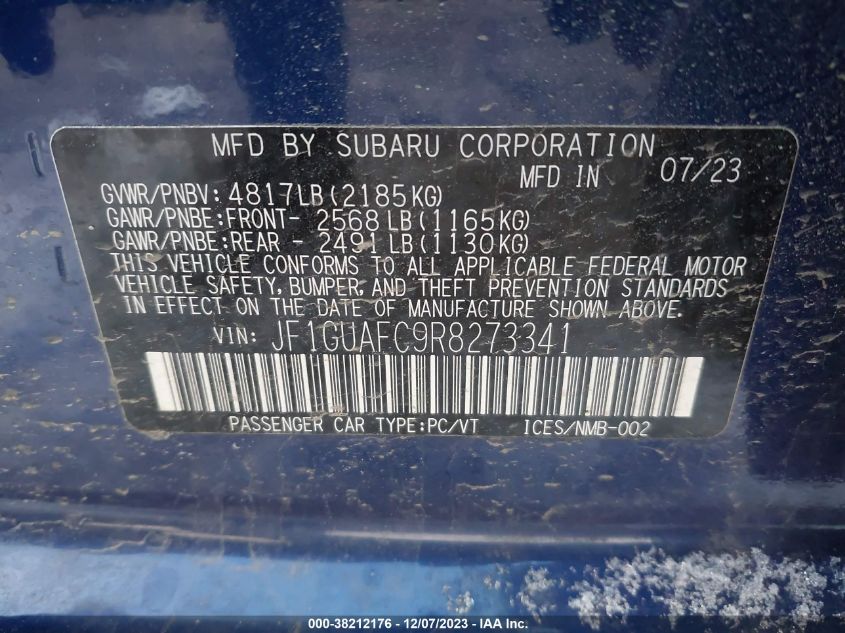 MFD BY SUBARU CORPORATION
MFD IN 07/23
GVWR/PNBV: 4817LB(2185KG)
GAWR/PNBE:FRONT- 2568LB(1165KG)
GAWR/PNBE:REAR - 2491LB(1130KG)
THIS VEHICLE CONFORMS TO ALL APPLICABLE FEDERAL MOTOR
VEHICLE SAFETY, BUMPER, AND THEFT PREVENTION STANDARDS
IN EFFECT ON THE DATE OF MANUFACTURE SHOWN ABOVE.
VIN: JF1GUAFC9R8273341
PASSENGER CAR TYPE:PC/VT ICES/NMB-002
000-38212176 - 12/07/2023 - IAA Inc.